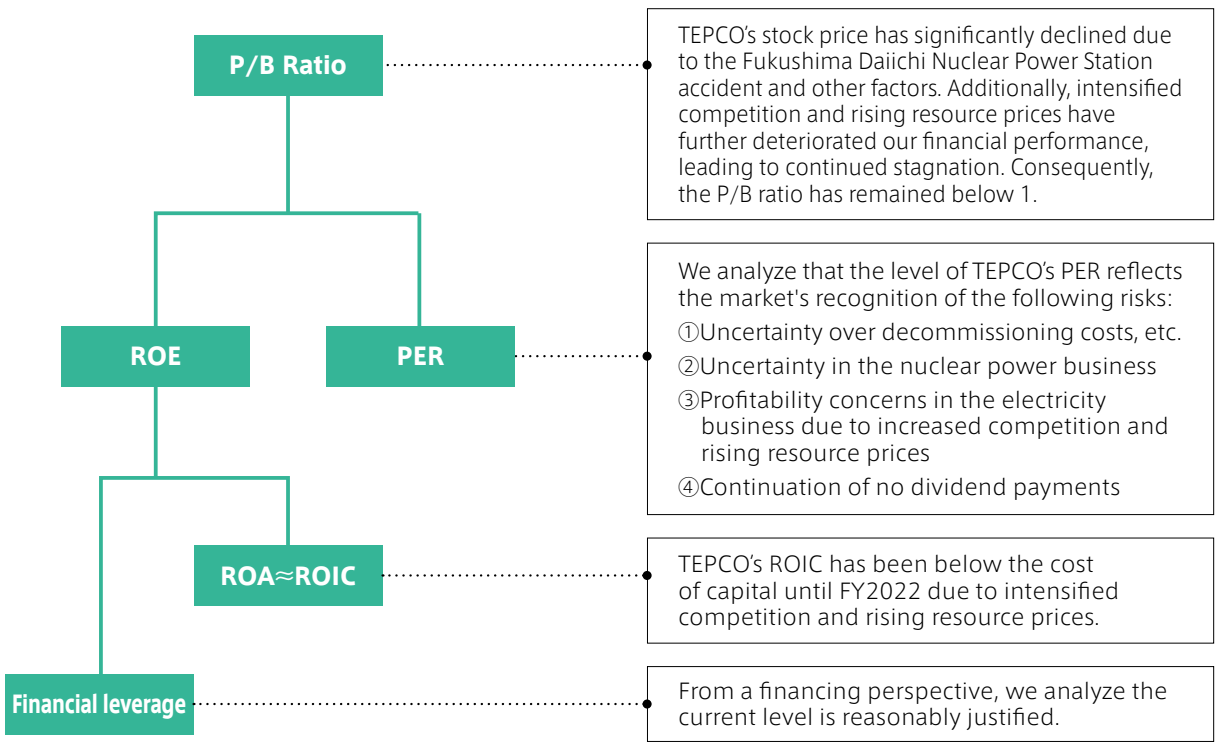 P/B Ratio
TEPCO’s stock price has significantly declined due
to the Fukushima Daiichi Nuclear Power Station
accident and other factors. Additionally, intensified
competition and rising resource prices have
further deteriorated our financial performance,
leading to continued stagnation. Consequently,
the P/B ratio has remained below 1.
ROE
PER
We analyze that the level of TEPCO’s PER reflects
the market's recognition of the following risks:
①Uncertainty over decommissioning costs, etc.
②Uncertainty in the nuclear power business
③Profitability concerns in the electricity
business due to increased competition and
rising resource prices
④Continuation of no dividend payments
ROA≈ROIC
TEPCO’s ROIC has been below the cost
of capital until FY2022 due to intensified
competition and rising resource prices.
Financial leverage
From a financing perspective, we analyze the
current level is reasonably justified.